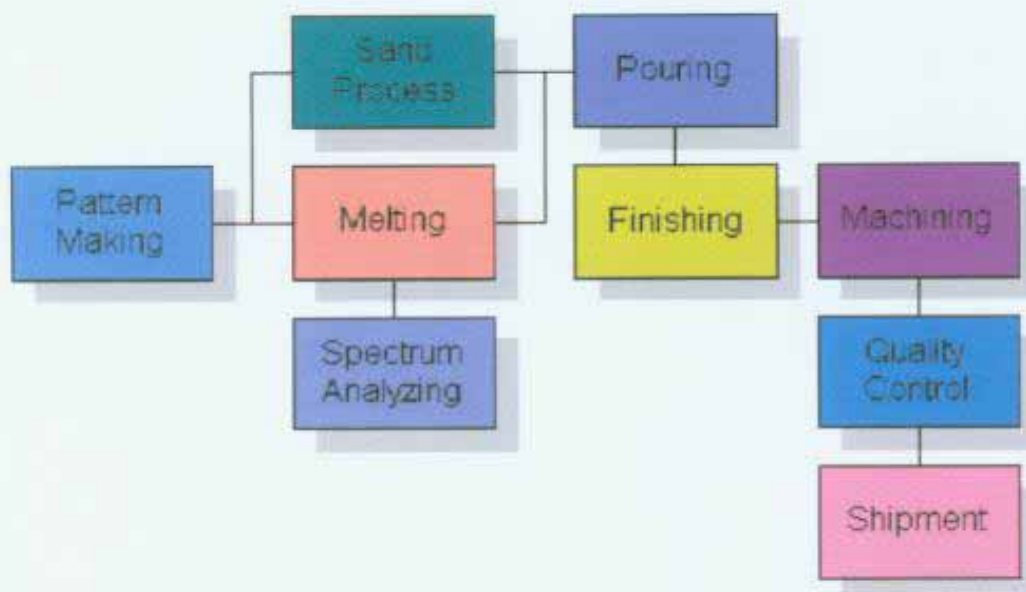 Sand
Process
Pouring
Pattern
Making
Melting
Finishing
Machining
Spectrum
Analyzing
Quality
Control
Shipment